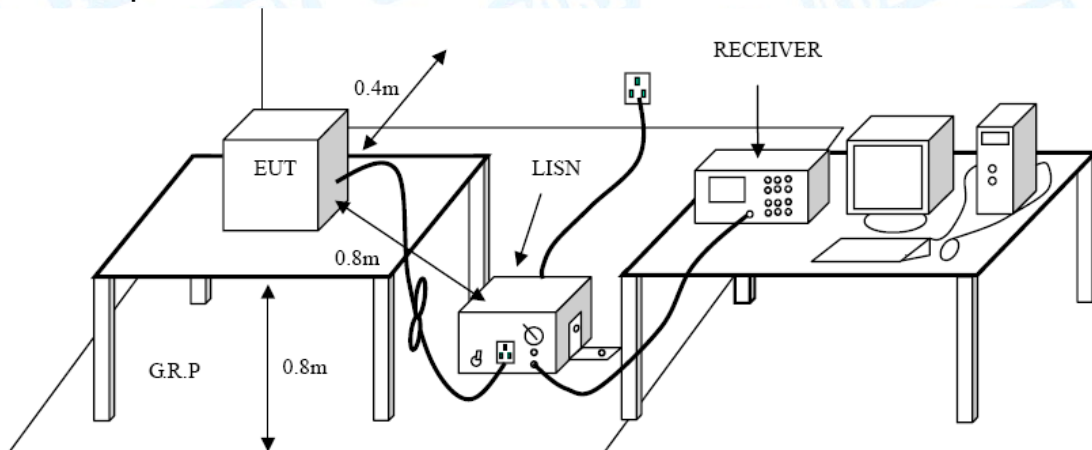 RECEIVER
0.4m
EUT
LISN
0.8m
G.R.P
0.8m